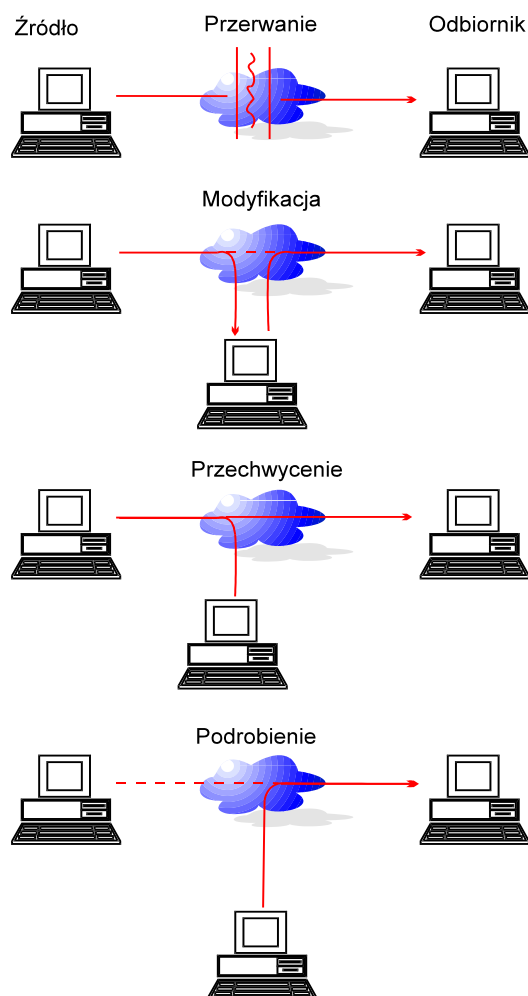 Źródło
Przerwanie
Odbiornik
Modyfikacja
Przechwycenie
Podrobienie